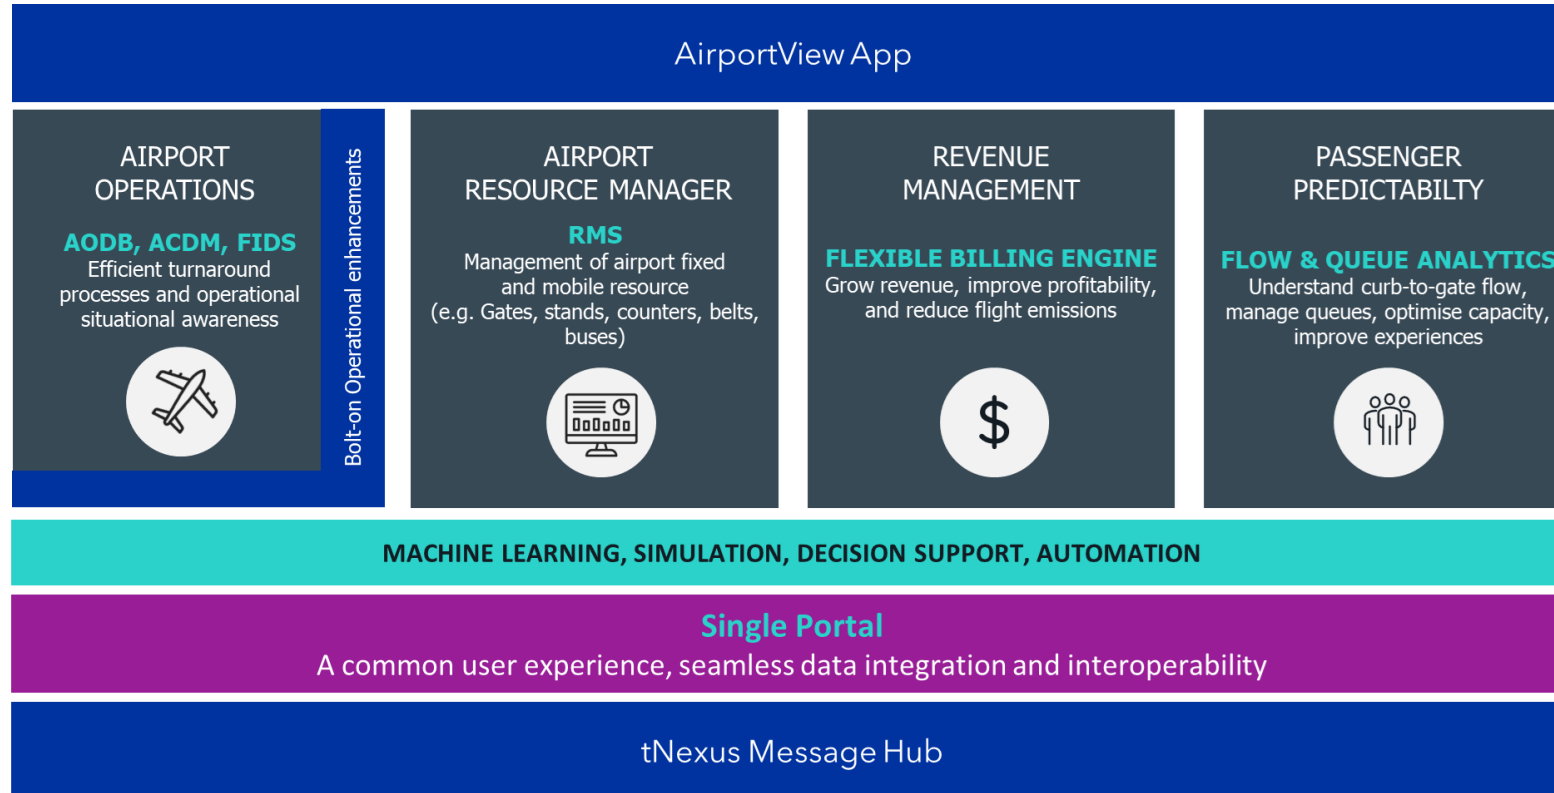 AirportView App
AIRPORT
OPERATIONS
AODB, ACDM, FIDS
Efficient turnaround
processes and operational
situational awareness
Bolt-on Operational enhancements
AIRPORT
RESOURCE MANAGER
RMS
Management of airport fixed
and mobile resource
(e.g. Gates, stands, counters, belts,
buses)
REVENUE
MANAGEMENT
FLEXIBLE BILLING ENGINE
Grow revenue, improve profitability,
and reduce flight emissions
$
PASSENGER
PREDICTABILTY
FLOW & QUEUE ANALYTICS
Understand curb-to-gate flow,
manage queues, optimise capacity,
improve experiences
MACHINE LEARNING, SIMULATION, DECISION SUPPORT, AUTOMATION
Single Portal
A common user experience, seamless data integration and interoperability
tNexus Message Hub